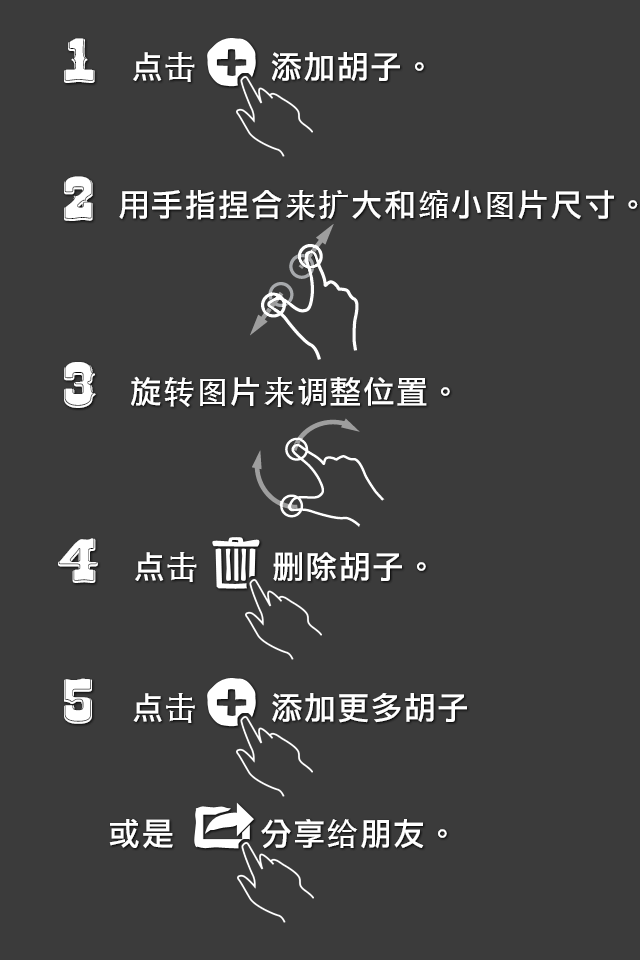 1 点击 添加胡子。
2 用手指捏合来扩大和缩小图片尺寸。
3 旋转图片来调整位置。
4 点击 删除胡子。
5 点击 添加更多胡子
或是 分享给朋友。